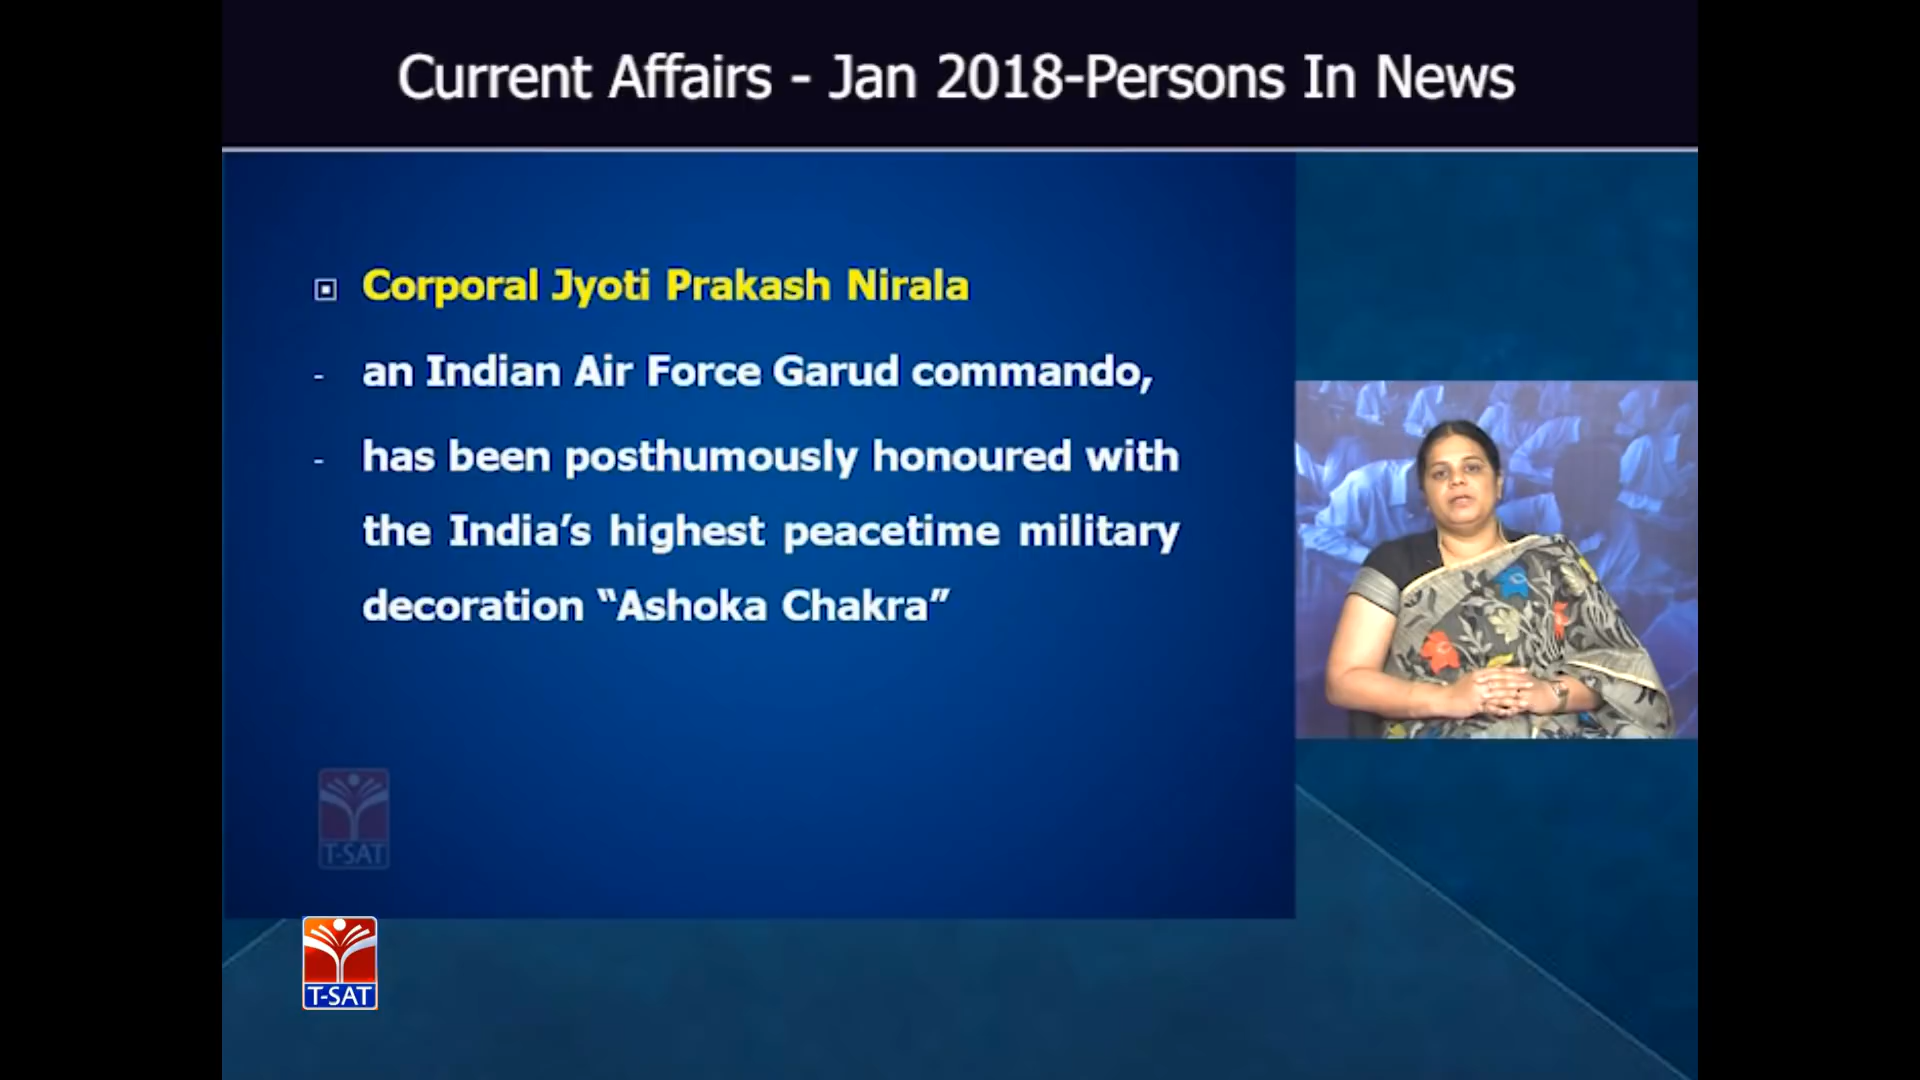 Current Affairs - Jan 2018-Persons In News
Corporal Jyoti Prakash Nirala
- an Indian Air Force Garud commando,
- has been posthumously honoured with
the India’s highest peacetime military
decoration “Ashoka Chakra”
T-SAT
T-SAT